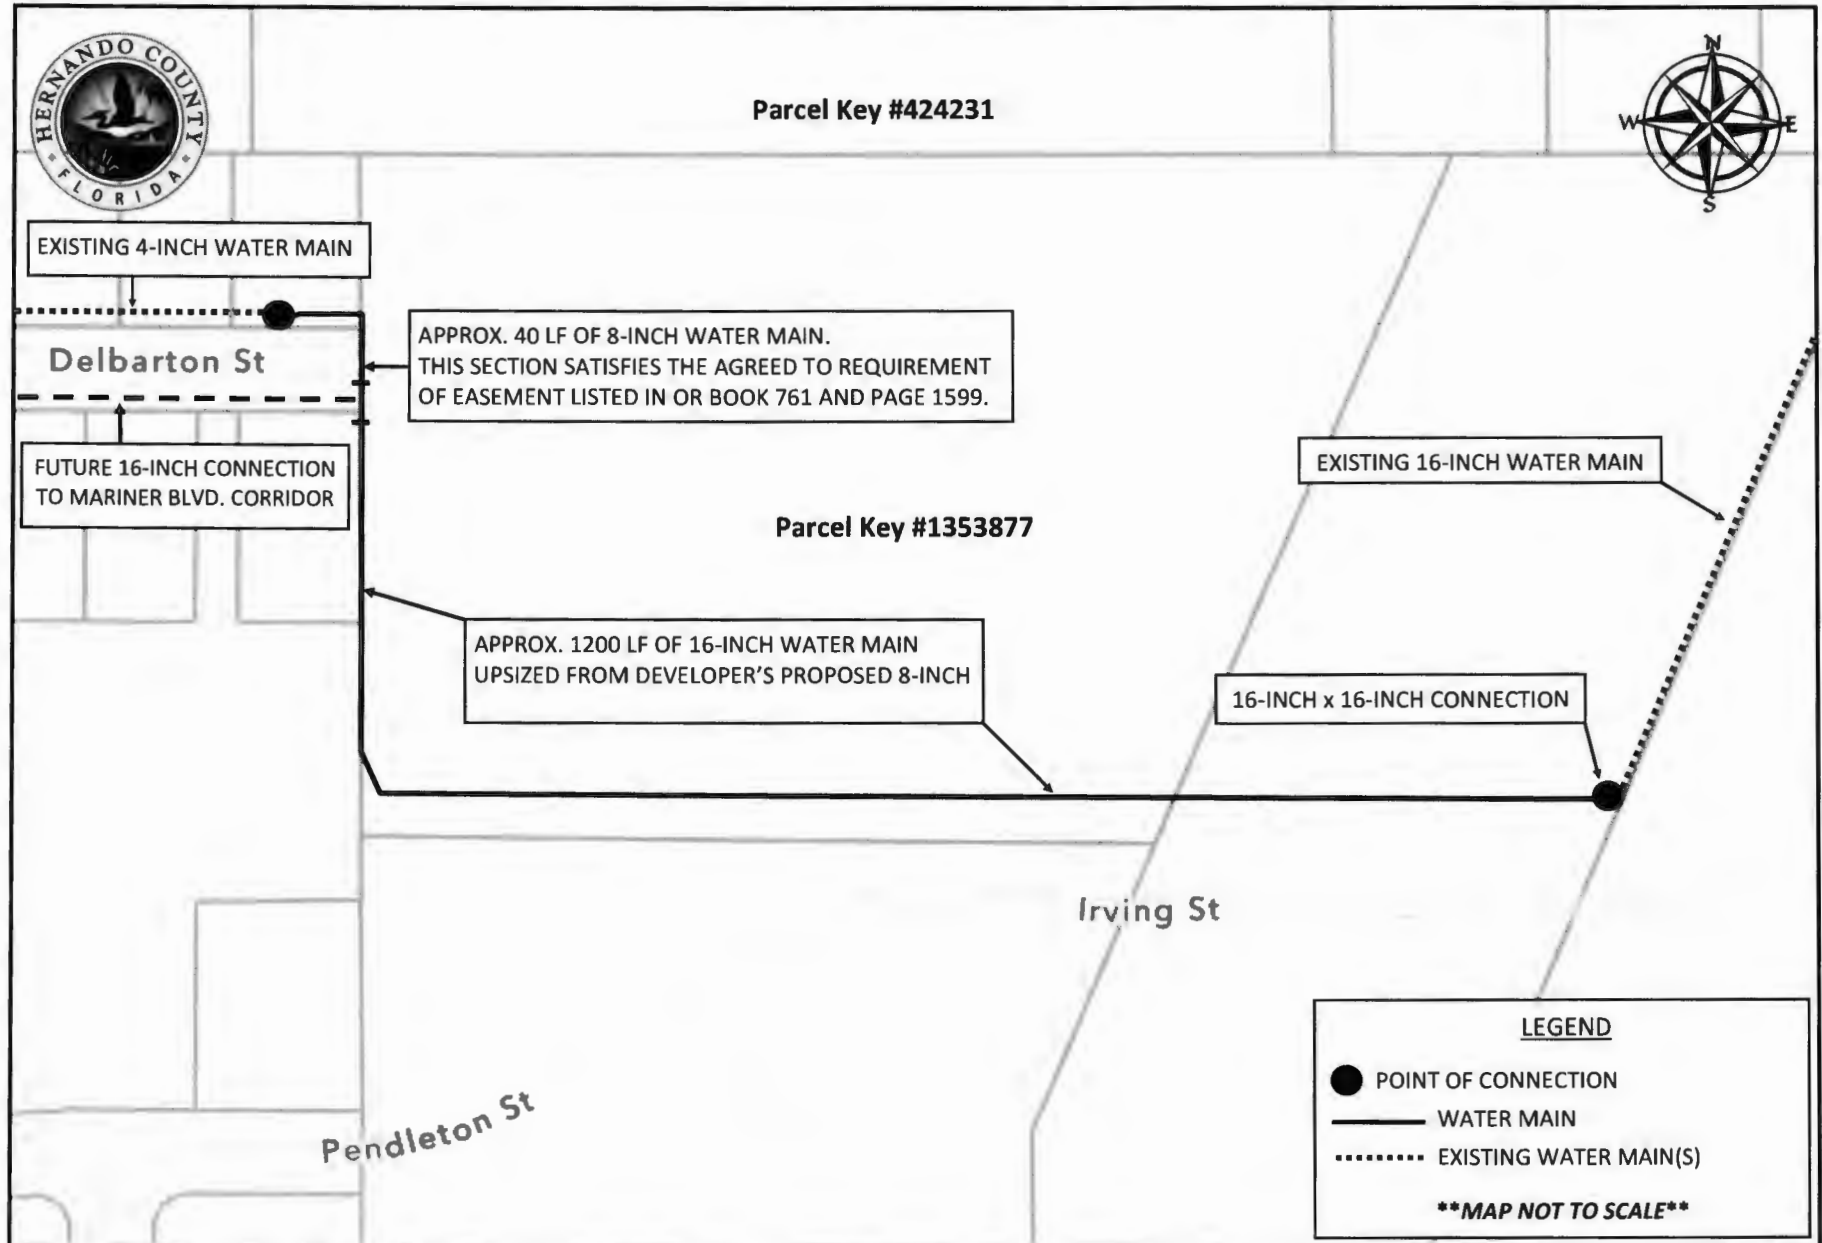 HERNANDO COUNTY
FLORIDA
Parcel Key #424231
N
W
E
S
EXISTING 4-INCH WATER MAIN
Delbarton St
APPROX. 40 LF OF 8-INCH WATER MAIN.
THIS SECTION SATISFIES THE AGREED TO REQUIREMENT
OF EASEMENT LISTED IN OR BOOK 761 AND PAGE 1599.
FUTURE 16-INCH CONNECTION
TO MARINER BLVD. CORRIDOR
EXISTING 16-INCH WATER MAIN
Parcel Key #1353877
APPROX. 1200 LF OF 16-INCH WATER MAIN
UPSIZED FROM DEVELOPER'S PROPOSED 8-INCH
16-INCH x 16-INCH CONNECTION
Irving St
Pendleton St
LEGEND
POINT OF CONNECTION
WATER MAIN
EXISTING WATER MAIN(S)
**MAP NOT TO SCALE**